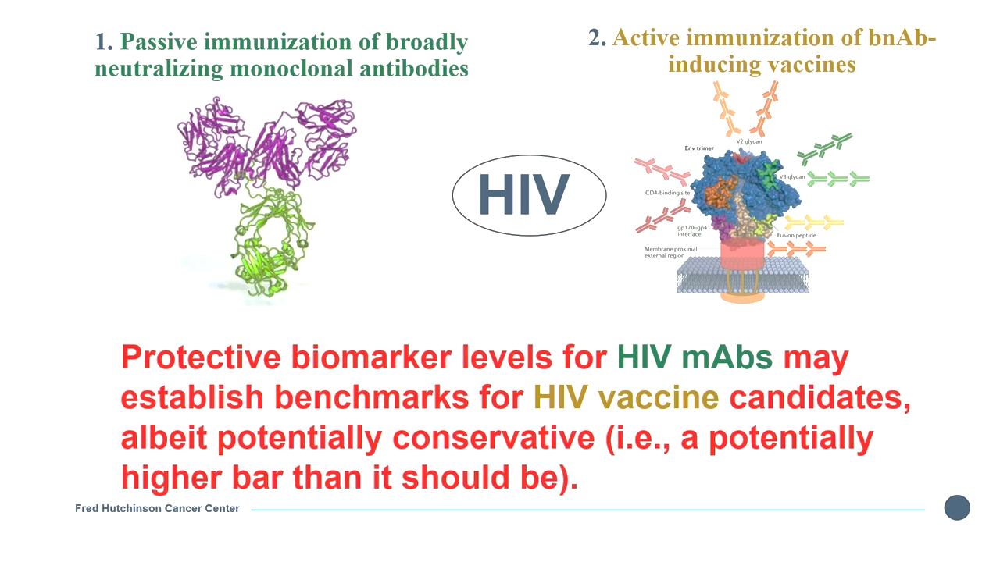 1. Passive immunization of broadly
neutralizing monoclonal antibodies
2. Active immunization of bnAb-
inducing vaccines
HIV
V2 glycan
Env trimer
V3 glycan
CD4-binding site
gp120–gp41
interface
Fusion peptide
Membrane proximal
external region
Protective biomarker levels for HIV mAbs may
establish benchmarks for HIV vaccine candidates,
albeit potentially conservative (i.e., a potentially
higher bar than it should be).
Fred Hutchinson Cancer Center